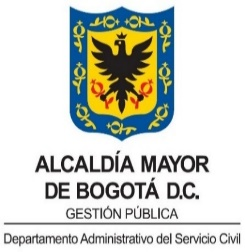 ALCALDÍA MAYOR
DE BOGOTÁ D.C.
GESTIÓN PÚBLICA
Departamento Administrativo del Servicio Civil